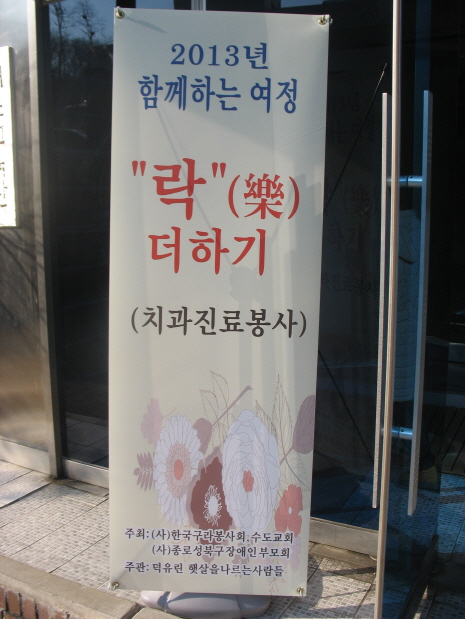 2013년
함께하는 여정
"락"(樂)
더하기
(치과진료봉사)
주최:(사)한국구라봉사회, 수도교회
(사)종로성북구장애인부모회
주관: 덕유린 햇살을나르는사람들